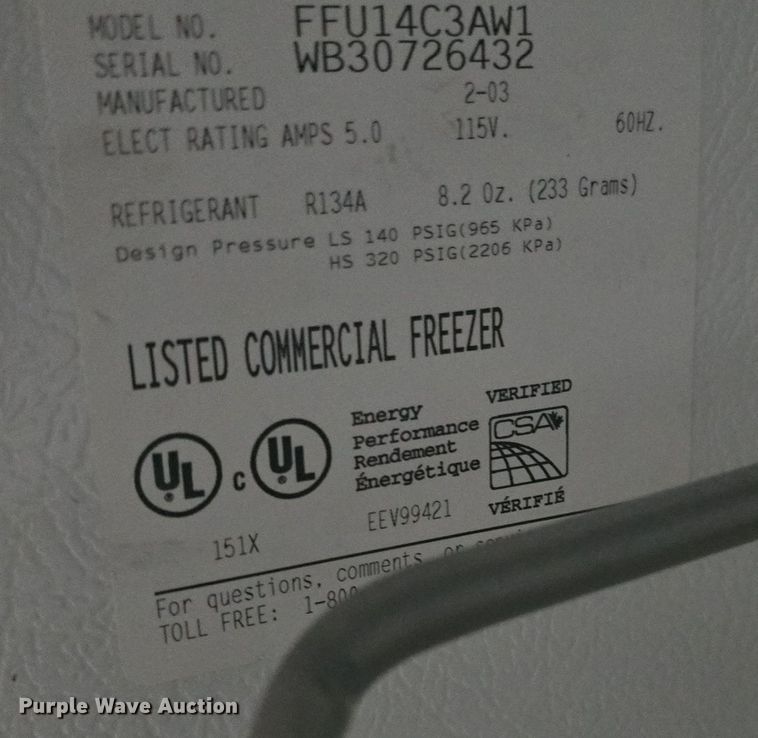 MODEL NO. FFU14C3AW1
SERIAL NO. WB30726432
MANUFACTURED 2-03
ELECT RATING AMPS 5.0 115V. 60HZ.
REFRIGERANT R134A 8.2 Oz. (233 Grams)
Design Pressure LS 140 PSIG(965 KPa)
HS 320 PSIG(2206 KPa)
LISTED COMMERCIAL FREEZER
VERIFIED
UL c UL
Energy
Performance
Rendement
Énergétique
CSA
VÉRIFIÉ
151X EEV99421
For questions, comments, or
TOLL FREE: 1-800
Purple Wave Auction